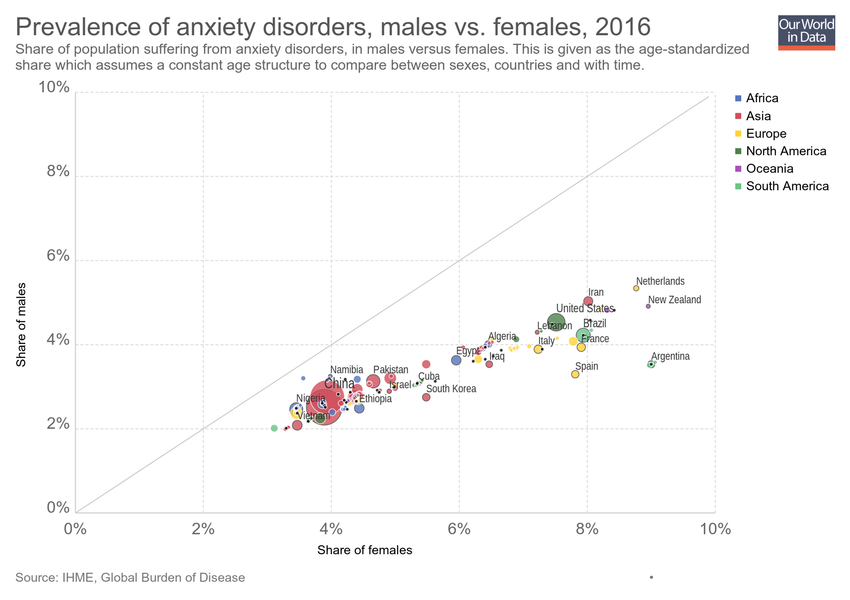 Prevalence of anxiety disorders, males vs. females, 2016
Our World
in Data
Share of population suffering from anxiety disorders, in males versus females. This is given as the age-standardized
share which assumes a constant age structure to compare between sexes, countries and with time.
10%
Africa
Asia
Europe
North America
Oceania
South America
8%
6%
Netherlands
Iran
New Zealand
United States
Lebanon
Brazil
4%
Algeria
Italy
France
Egypt
Iraq
Argentina
Namibia
Pakistan
Spain
China
Israel
Cuba
South Korea
Nigeria
Ethiopia
Vietnam
2%
0%
0%
2%
4%
6%
8%
10%
Share of males
Share of females
Source: IHME, Global Burden of Disease